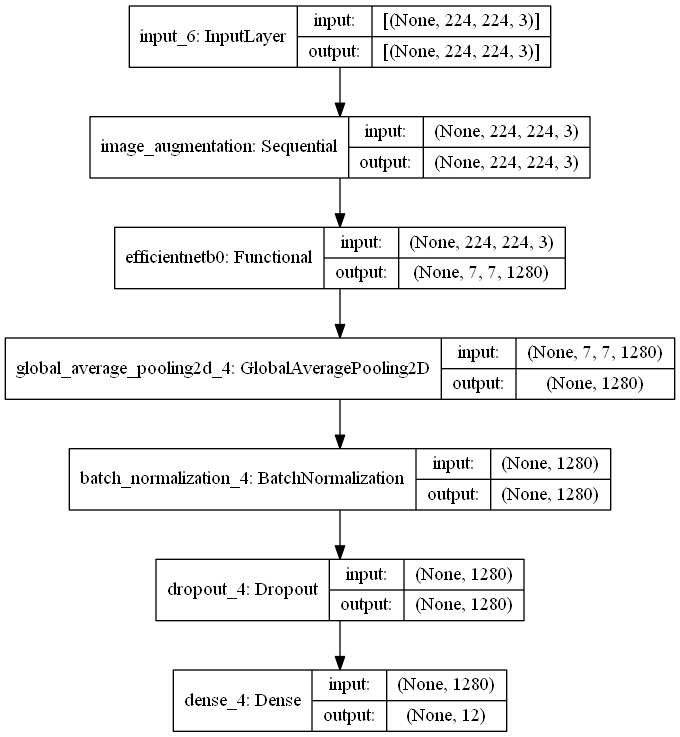 input_6: InputLayer
input: [(None, 224, 224, 3)]
output: [(None, 224, 224, 3)]
image_augmentation: Sequential
input: (None, 224, 224, 3)
output: (None, 224, 224, 3)
efficientnetb0: Functional
input: (None, 224, 224, 3)
output: (None, 7, 7, 1280)
global_average_pooling2d_4: GlobalAveragePooling2D
input: (None, 7, 7, 1280)
output: (None, 1280)
batch_normalization_4: BatchNormalization
input: (None, 1280)
output: (None, 1280)
dropout_4: Dropout
input: (None, 1280)
output: (None, 1280)
dense_4: Dense
input: (None, 1280)
output: (None, 12)